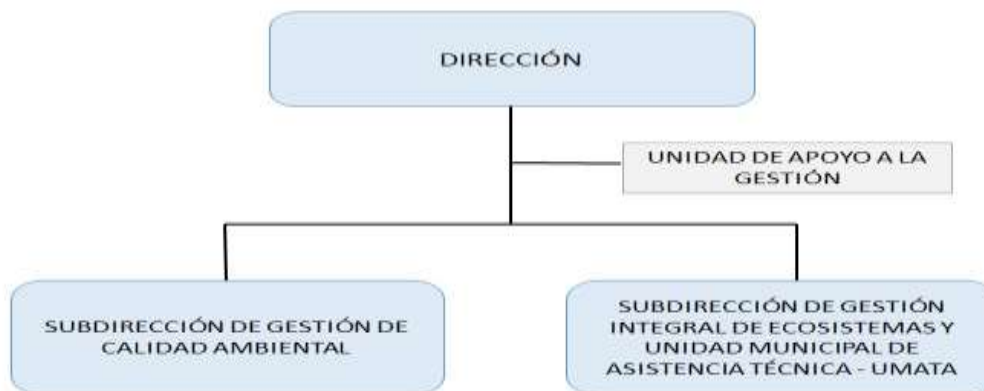 DIRECCIÓN
UNIDAD DE APOYO A LA
GESTIÓN
SUBDIRECCIÓN DE GESTIÓN DE
CALIDAD AMBIENTAL
SUBDIRECCIÓN DE GESTIÓN
INTEGRAL DE ECOSISTEMAS Y
UNIDAD MUNICIPAL DE
ASISTENCIA TÉCNICA - UMATA